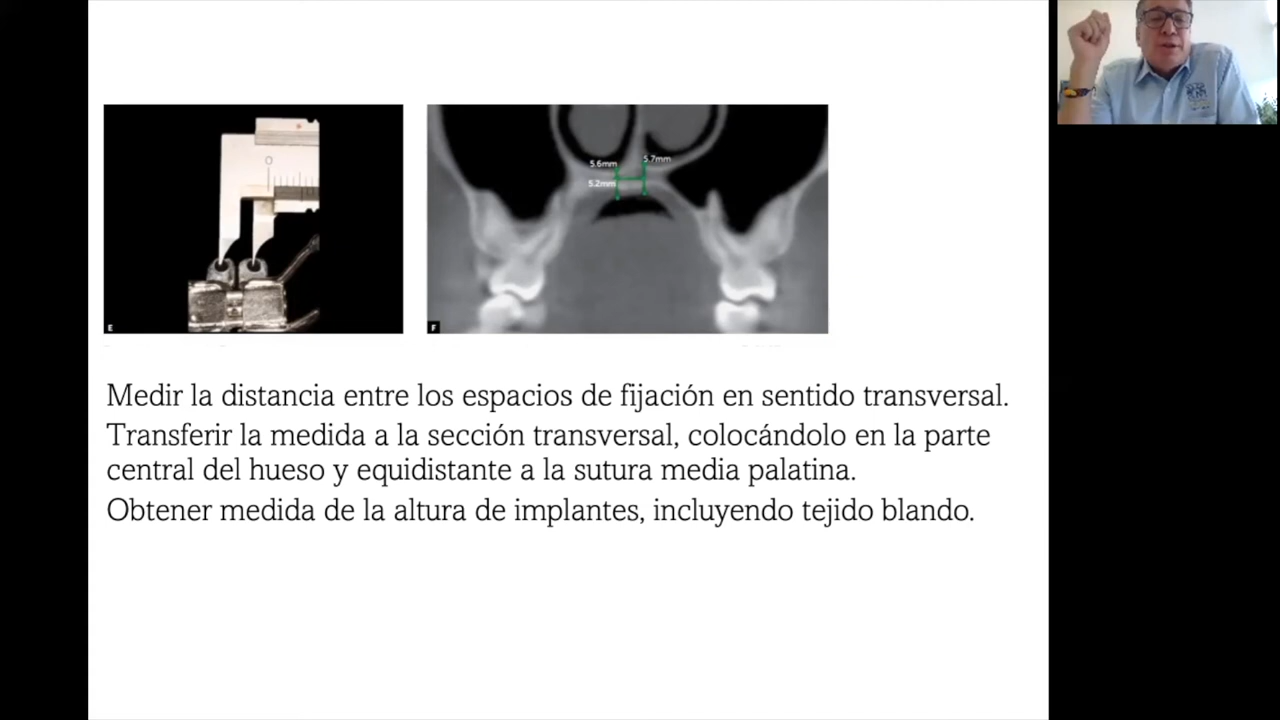 0
5.6mm
5.7mm
5.2mm
E
F
Medir la distancia entre los espacios de fijación en sentido transversal.
Transferir la medida a la sección transversal, colocándolo en la parte
central del hueso y equidistante a la sutura media palatina.
Obtener medida de la altura de implantes, incluyendo tejido blando.